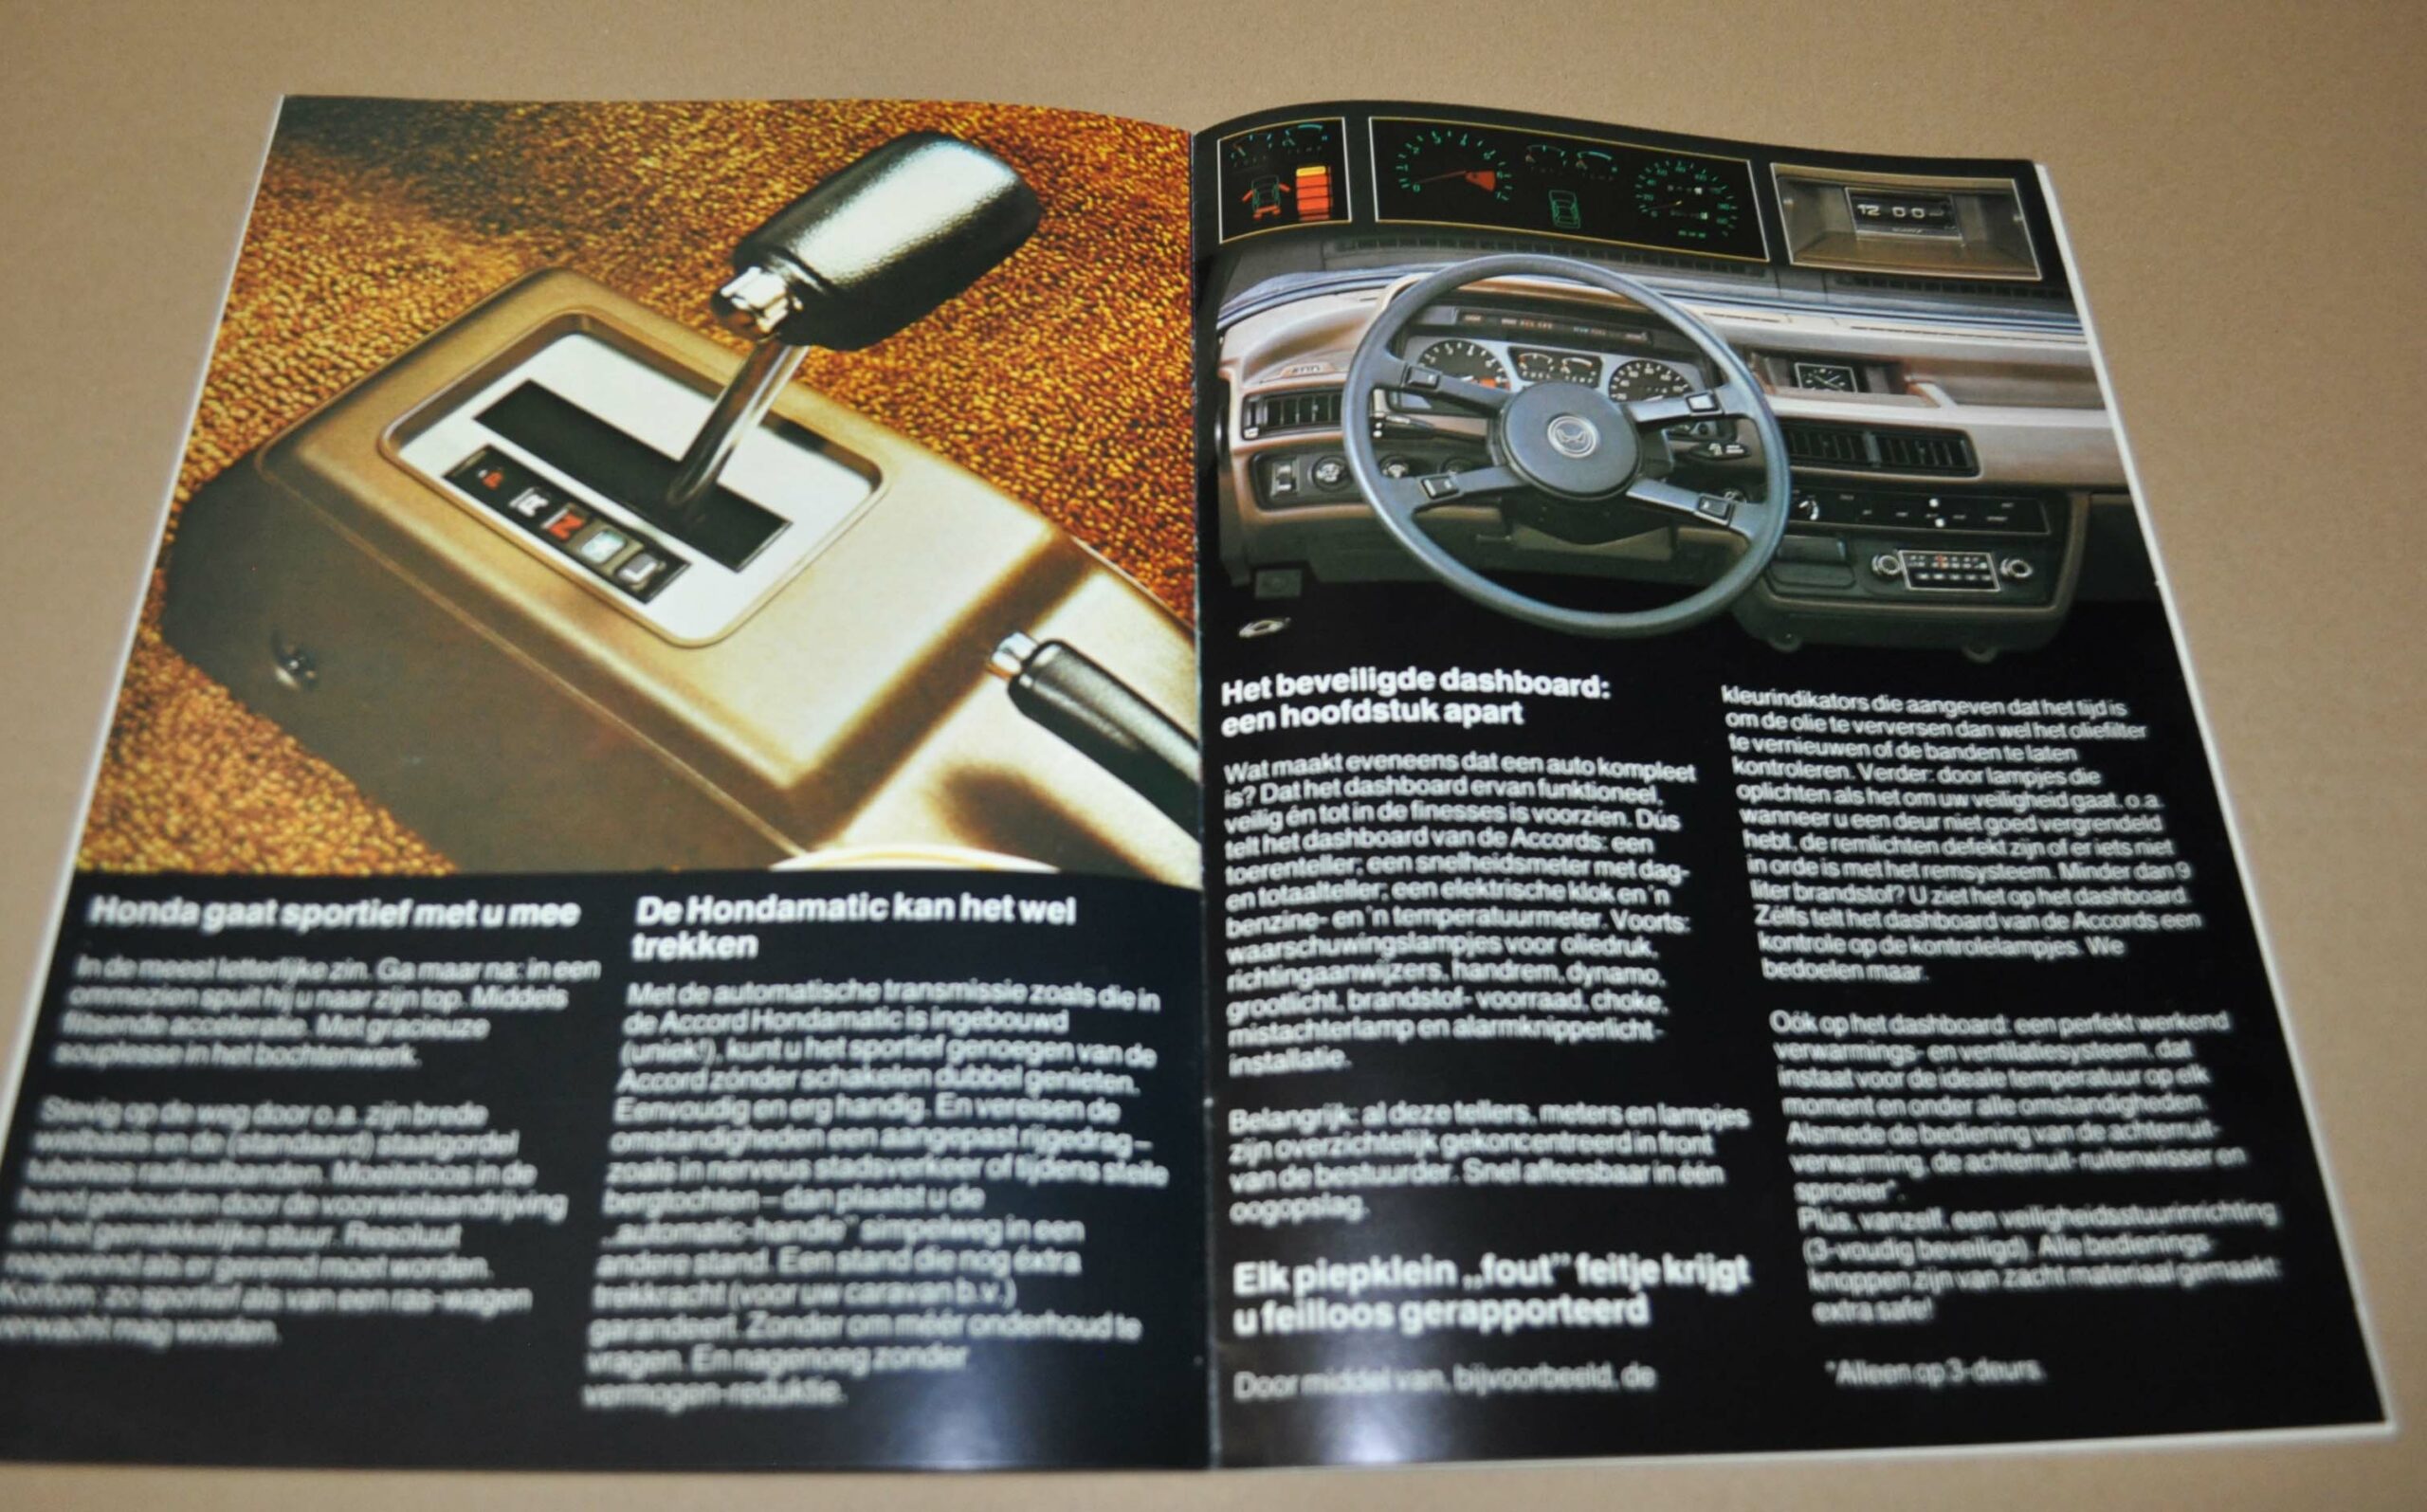 12 00
Honda gaat sportief met u mee
In de meest letterlijke zin. Ga maar na: in een
ommezien spuit hij u naar zijn top. Middels
flitsende acceleratie. Met gracieuze
souplesse in het bochtenwerk.
Stevig op de weg door o.a. zijn brede
wielbasis en de (standaard) staalgordel
tubeless radiaalbanden. Moeiteloos in de
hand gehouden door de voorwielaandrijving
en het gemakkelijke stuur. Resoluut
reagerend als er geremd moet worden.
Kortom: zo sportief als van een ras-wagen
verwacht mag worden.
De Hondamatic kan het wel
trekken
Met de automatische transmissie zoals die in
de Accord Hondamatic is ingebouwd
(uniek!), kunt u het sportief genoegen van de
Accord zónder schakelen dubbel genieten.
Eenvoudig en erg handig. En vereisen de
omstandigheden een aangepast rijgedrag –
zoals in nerveus stadsverkeer of tijdens steile
bergtochten – dan plaatst u de
„automatic-handle” simpelweg in een
andere stand. Een stand die nog éxtra
trekkracht (voor uw caravan b.v.)
garandeert. Zonder om méér onderhoud te
vragen. En nagenoeg zonder
vermogen-reduktie.
Het beveiligde dashboard:
een hoofdstuk apart
Wat maakt eveneens dat een auto kompleet
is? Dat het dashboard ervan funktioneel,
veilig én tot in de finesses is voorzien. Dús
telt het dashboard van de Accords: een
toerenteller; een snelheidsmeter met dag-
en totaalteller; een elektrische klok en 'n
benzine- en 'n temperatuurmeter. Voorts:
waarschuwingslampjes voor oliedruk,
richtingaanwijzers, handrem, dynamo,
grootlicht, brandstof- voorraad, choke,
mistachterlamp en alarmknipperlicht-
installatie.
Belangrijk: al deze tellers, meters en lampjes
zijn overzichtelijk gekoncentreerd in front
van de bestuurder. Snel afleesbaar in één
oogopslag.
Elk piepklein „fout” feitje krijgt
u feilloos gerapporteerd
Door middel van, bijvoorbeeld, de
kleurindikators die aangeven dat het tijd is
om de olie te verversen dan wel het oliefilter
te vernieuwen of de banden te laten
kontroleren. Verder: door lampjes die
oplichten als het om uw veiligheid gaat, o.a.
wanneer u een deur niet goed vergrendeld
hebt, de remlichten defekt zijn of er iets niet
in orde is met het remsysteem. Minder dan 9
liter brandstof? U ziet het op het dashboard.
Zélfs telt het dashboard van de Accords een
kontrole op de kontrolelampjes. We
bedoelen maar.
Oók op het dashboard: een perfekt werkend
verwarmings- en ventilatiesysteem, dat
instaat voor de ideale temperatuur op elk
moment en onder alle omstandigheden.
Alsmede de bediening van de achterruit-
verwarming, de achterruit-ruitenwisser en
sproeier*.
Plús, vanzelf, een veiligheidsstuurinrichting
(3-voudig beveiligd). Alle bedienings-
knoppen zijn van zacht materiaal gemaakt:
extra safe!
*Alleen op 3-deurs.